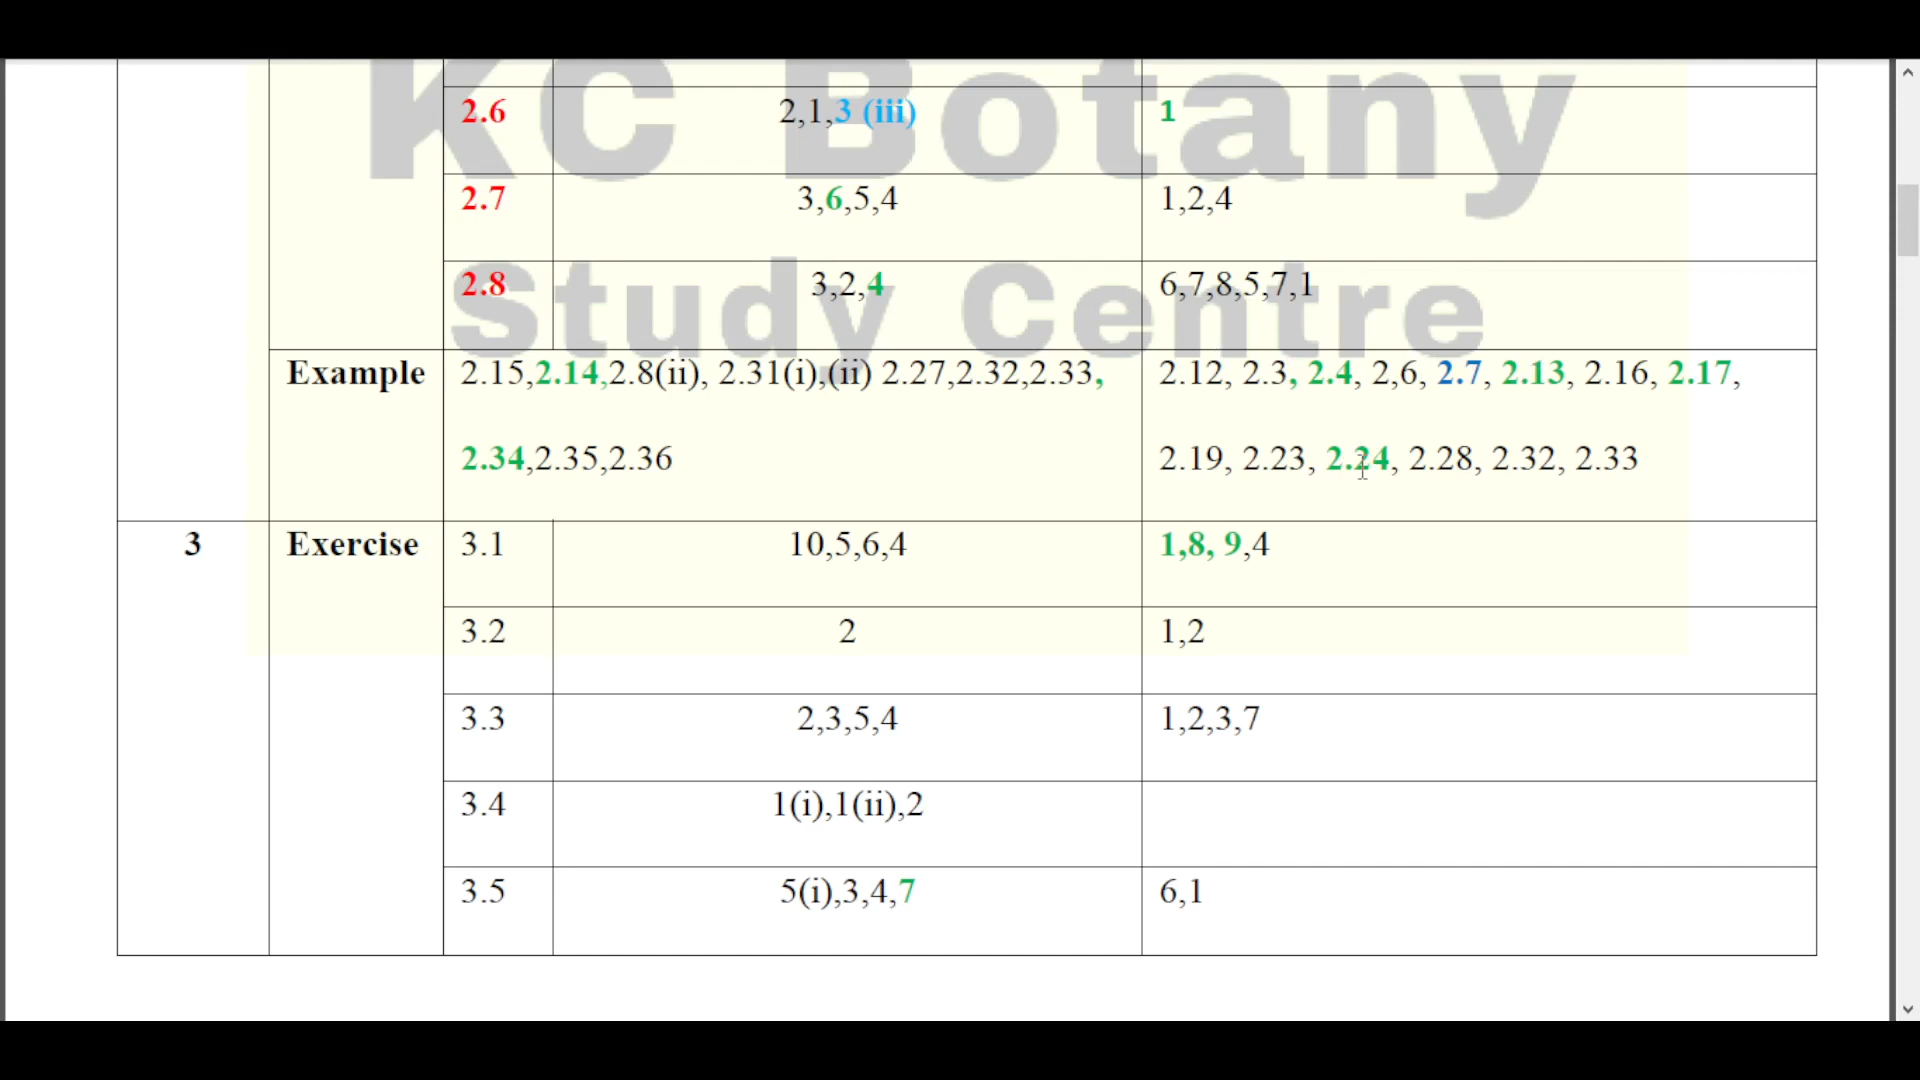 KC Botany
Study Centre
2.6 2,1,3 (iii) 1
2.7 3,6,5,4 1,2,4
2.8 3,2,4 6,7,8,5,7,1
Example 2.15,2.14,2.8(ii), 2.31(i),(ii) 2.27,2.32,2.33, 2.12, 2.3, 2.4, 2,6, 2.7, 2.13, 2.16, 2.17,
2.34,2.35,2.36 2.19, 2.23, 2.24, 2.28, 2.32, 2.33
3 Exercise 3.1 10,5,6,4 1,8, 9,4
3.2 2 1,2
3.3 2,3,5,4 1,2,3,7
3.4 1(i),1(ii),2
3.5 5(i),3,4,7 6,1